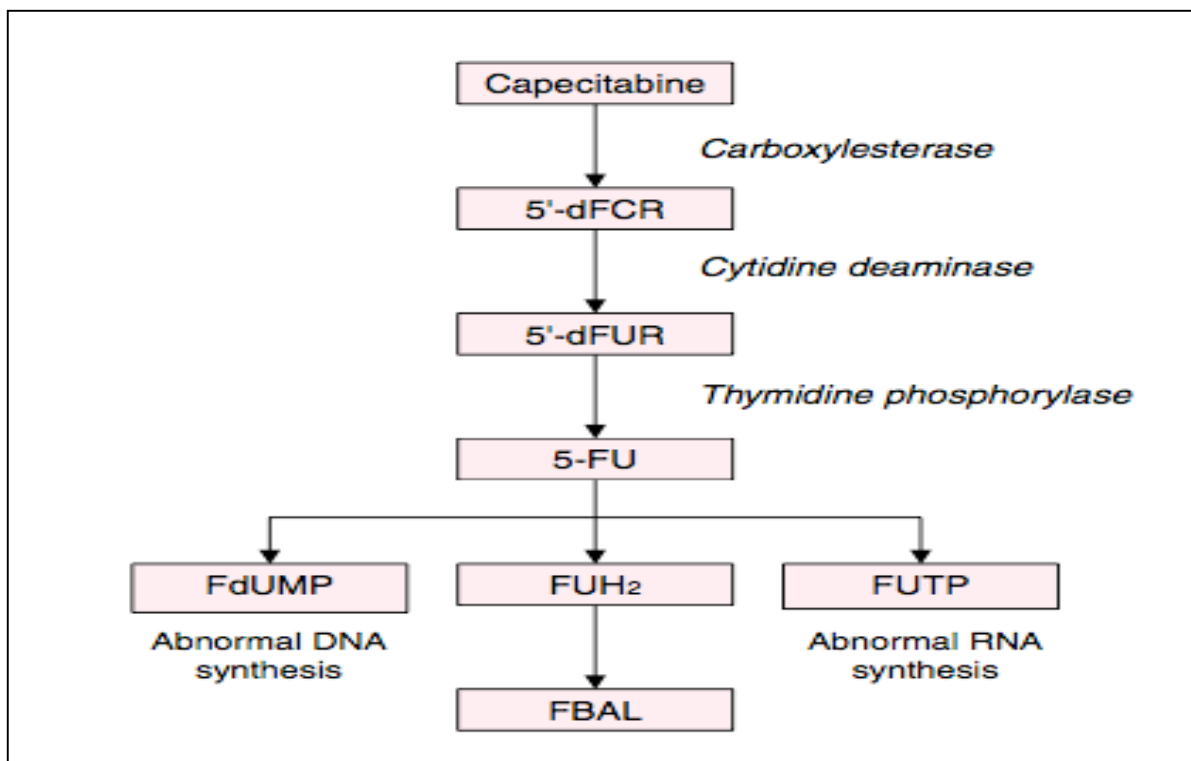 Capecitabine
Carboxylesterase
5'-dFCR
Cytidine deaminase
5'-dFUR
Thymidine phosphorylase
5-FU
FdUMP
FUH2
FUTP
Abnormal DNA
synthesis
Abnormal RNA
synthesis
FBAL